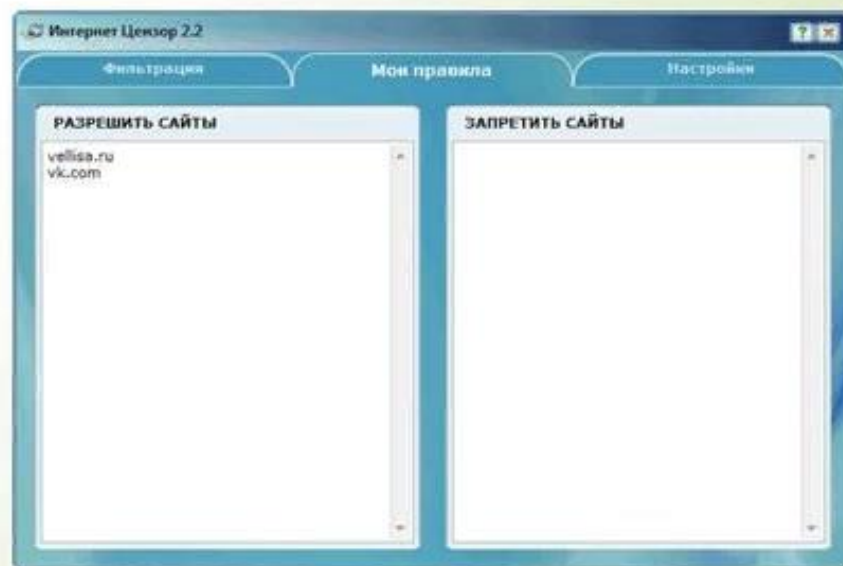 Интернет Цензор 2.2
?
Фильтрация
Мои правила
Настройки
РАЗРЕШИТЬ САЙТЫ
vellisa.ru
vk.com
ЗАПРЕТИТЬ САЙТЫ